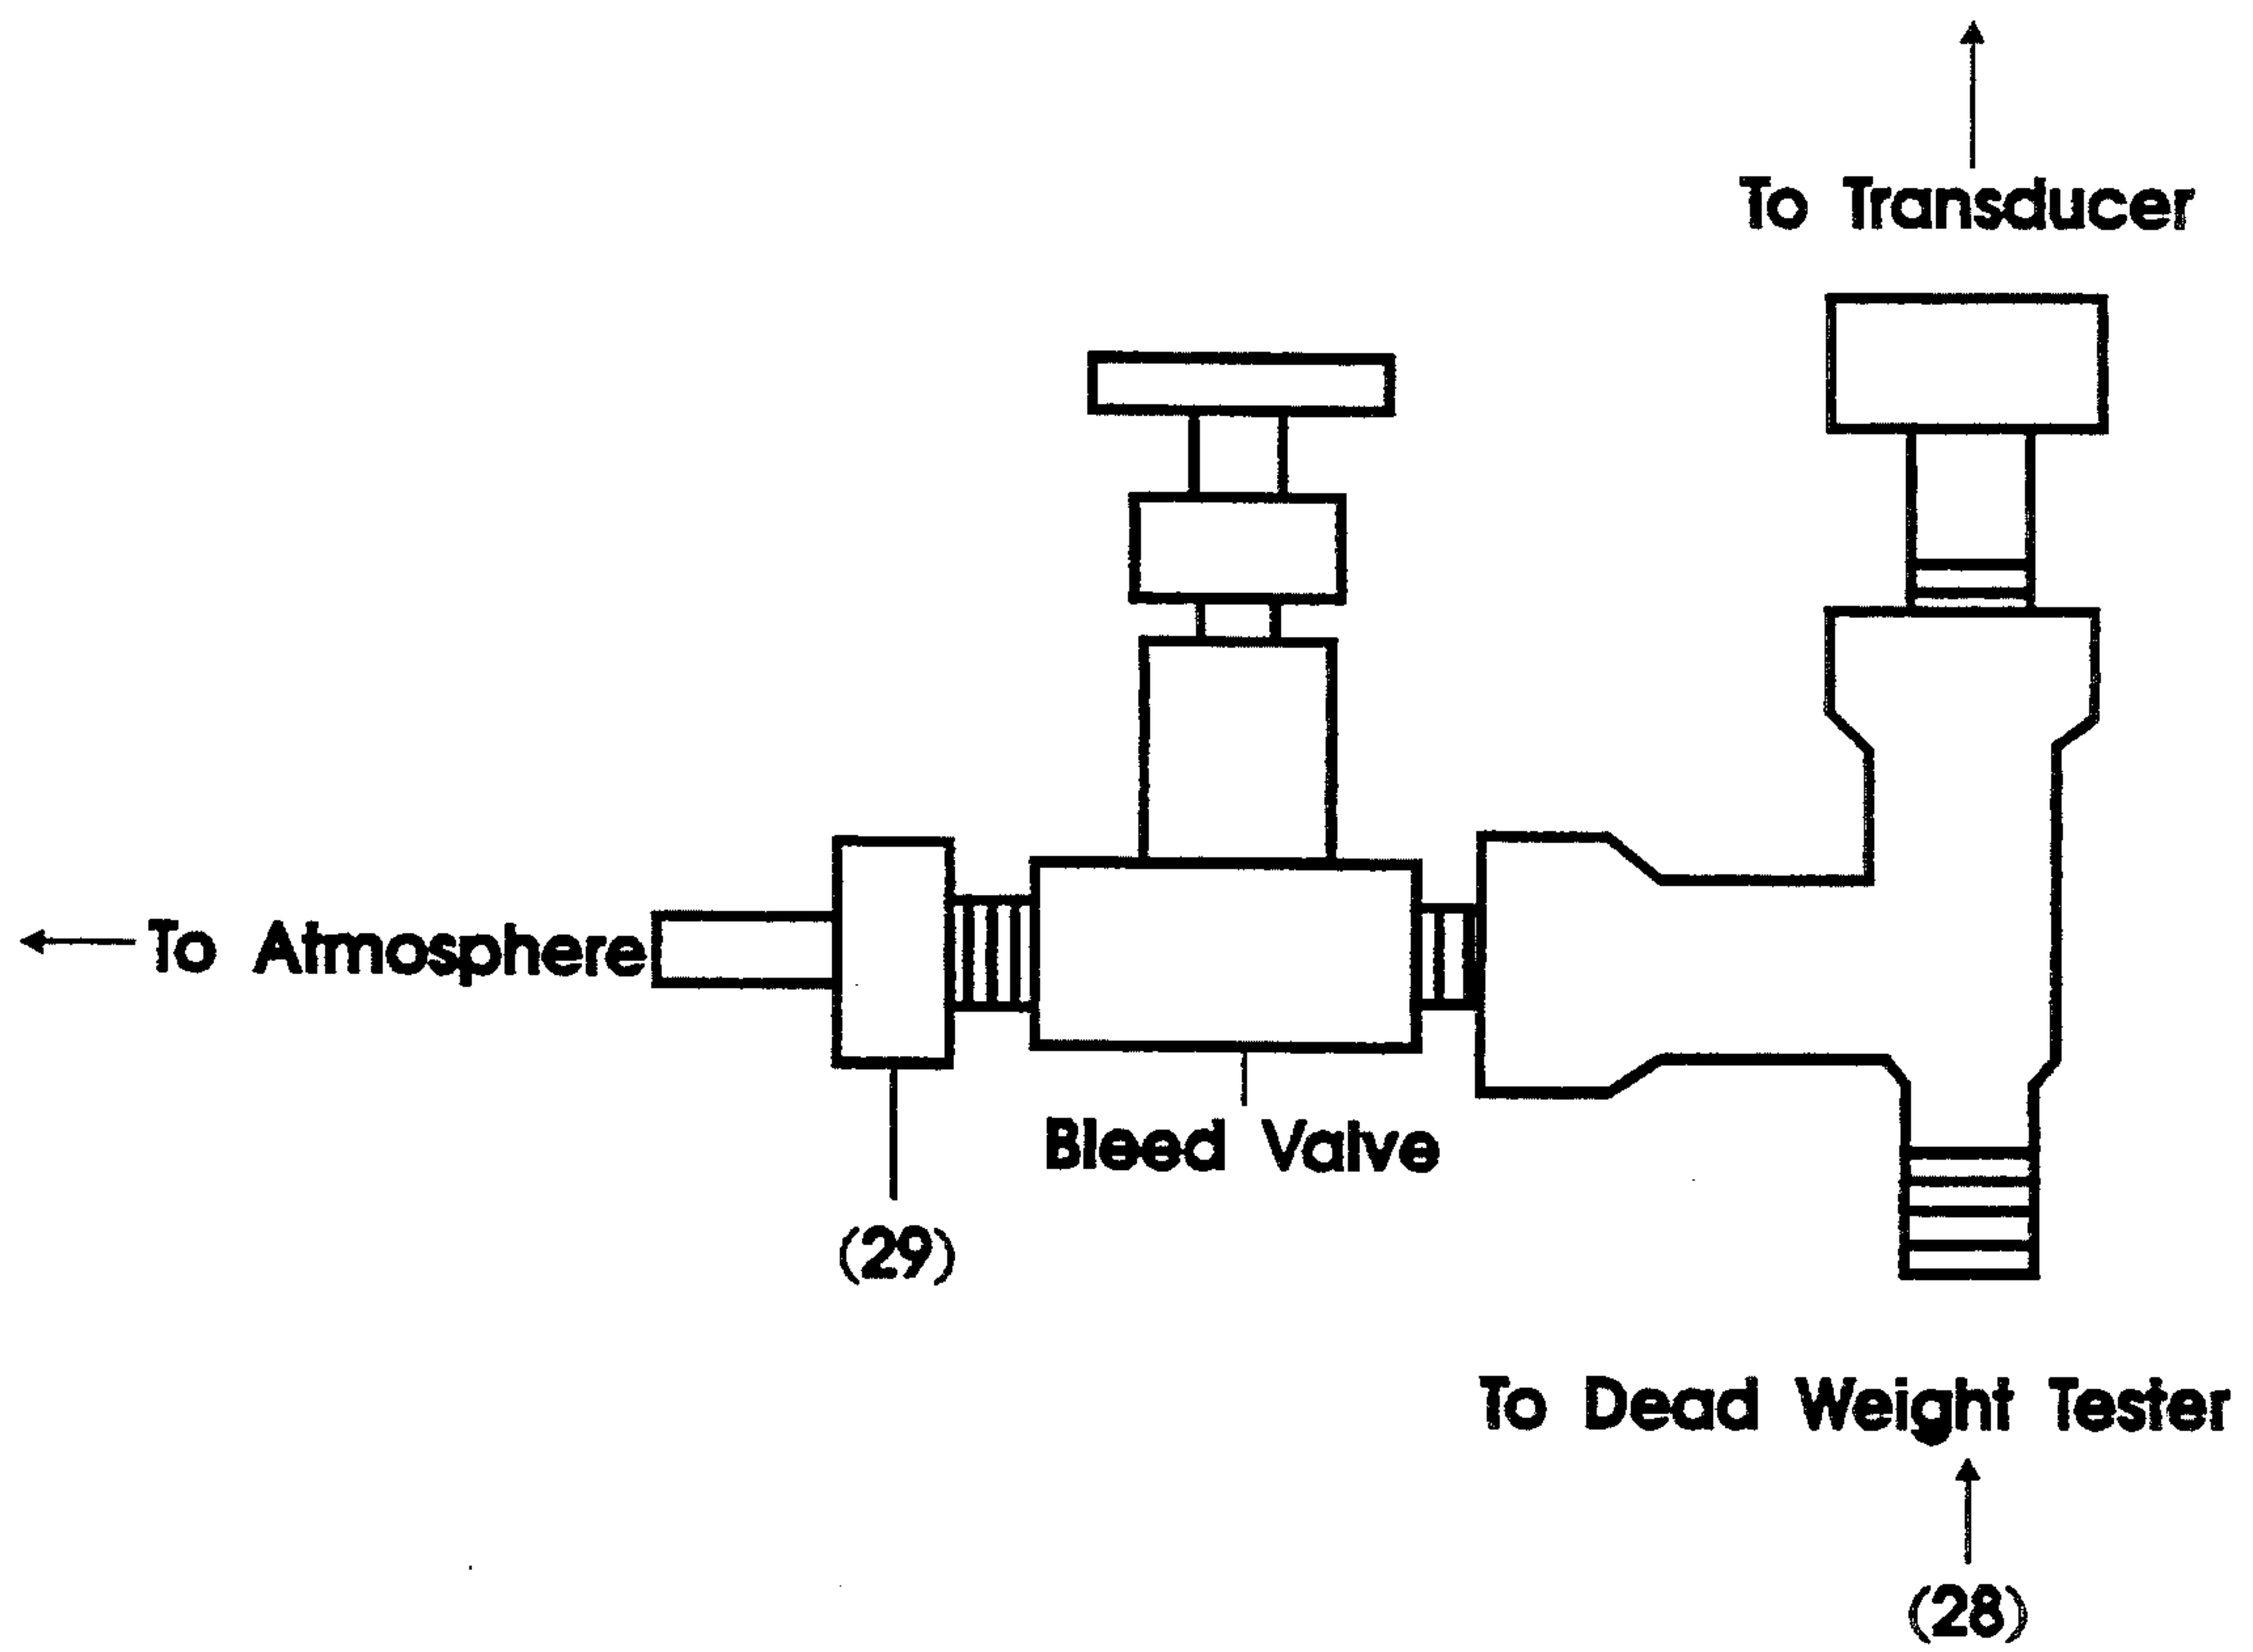 To Transducer
To Atmosphere
Bleed Valve
(29)
To Dead Weight Tester
(28)